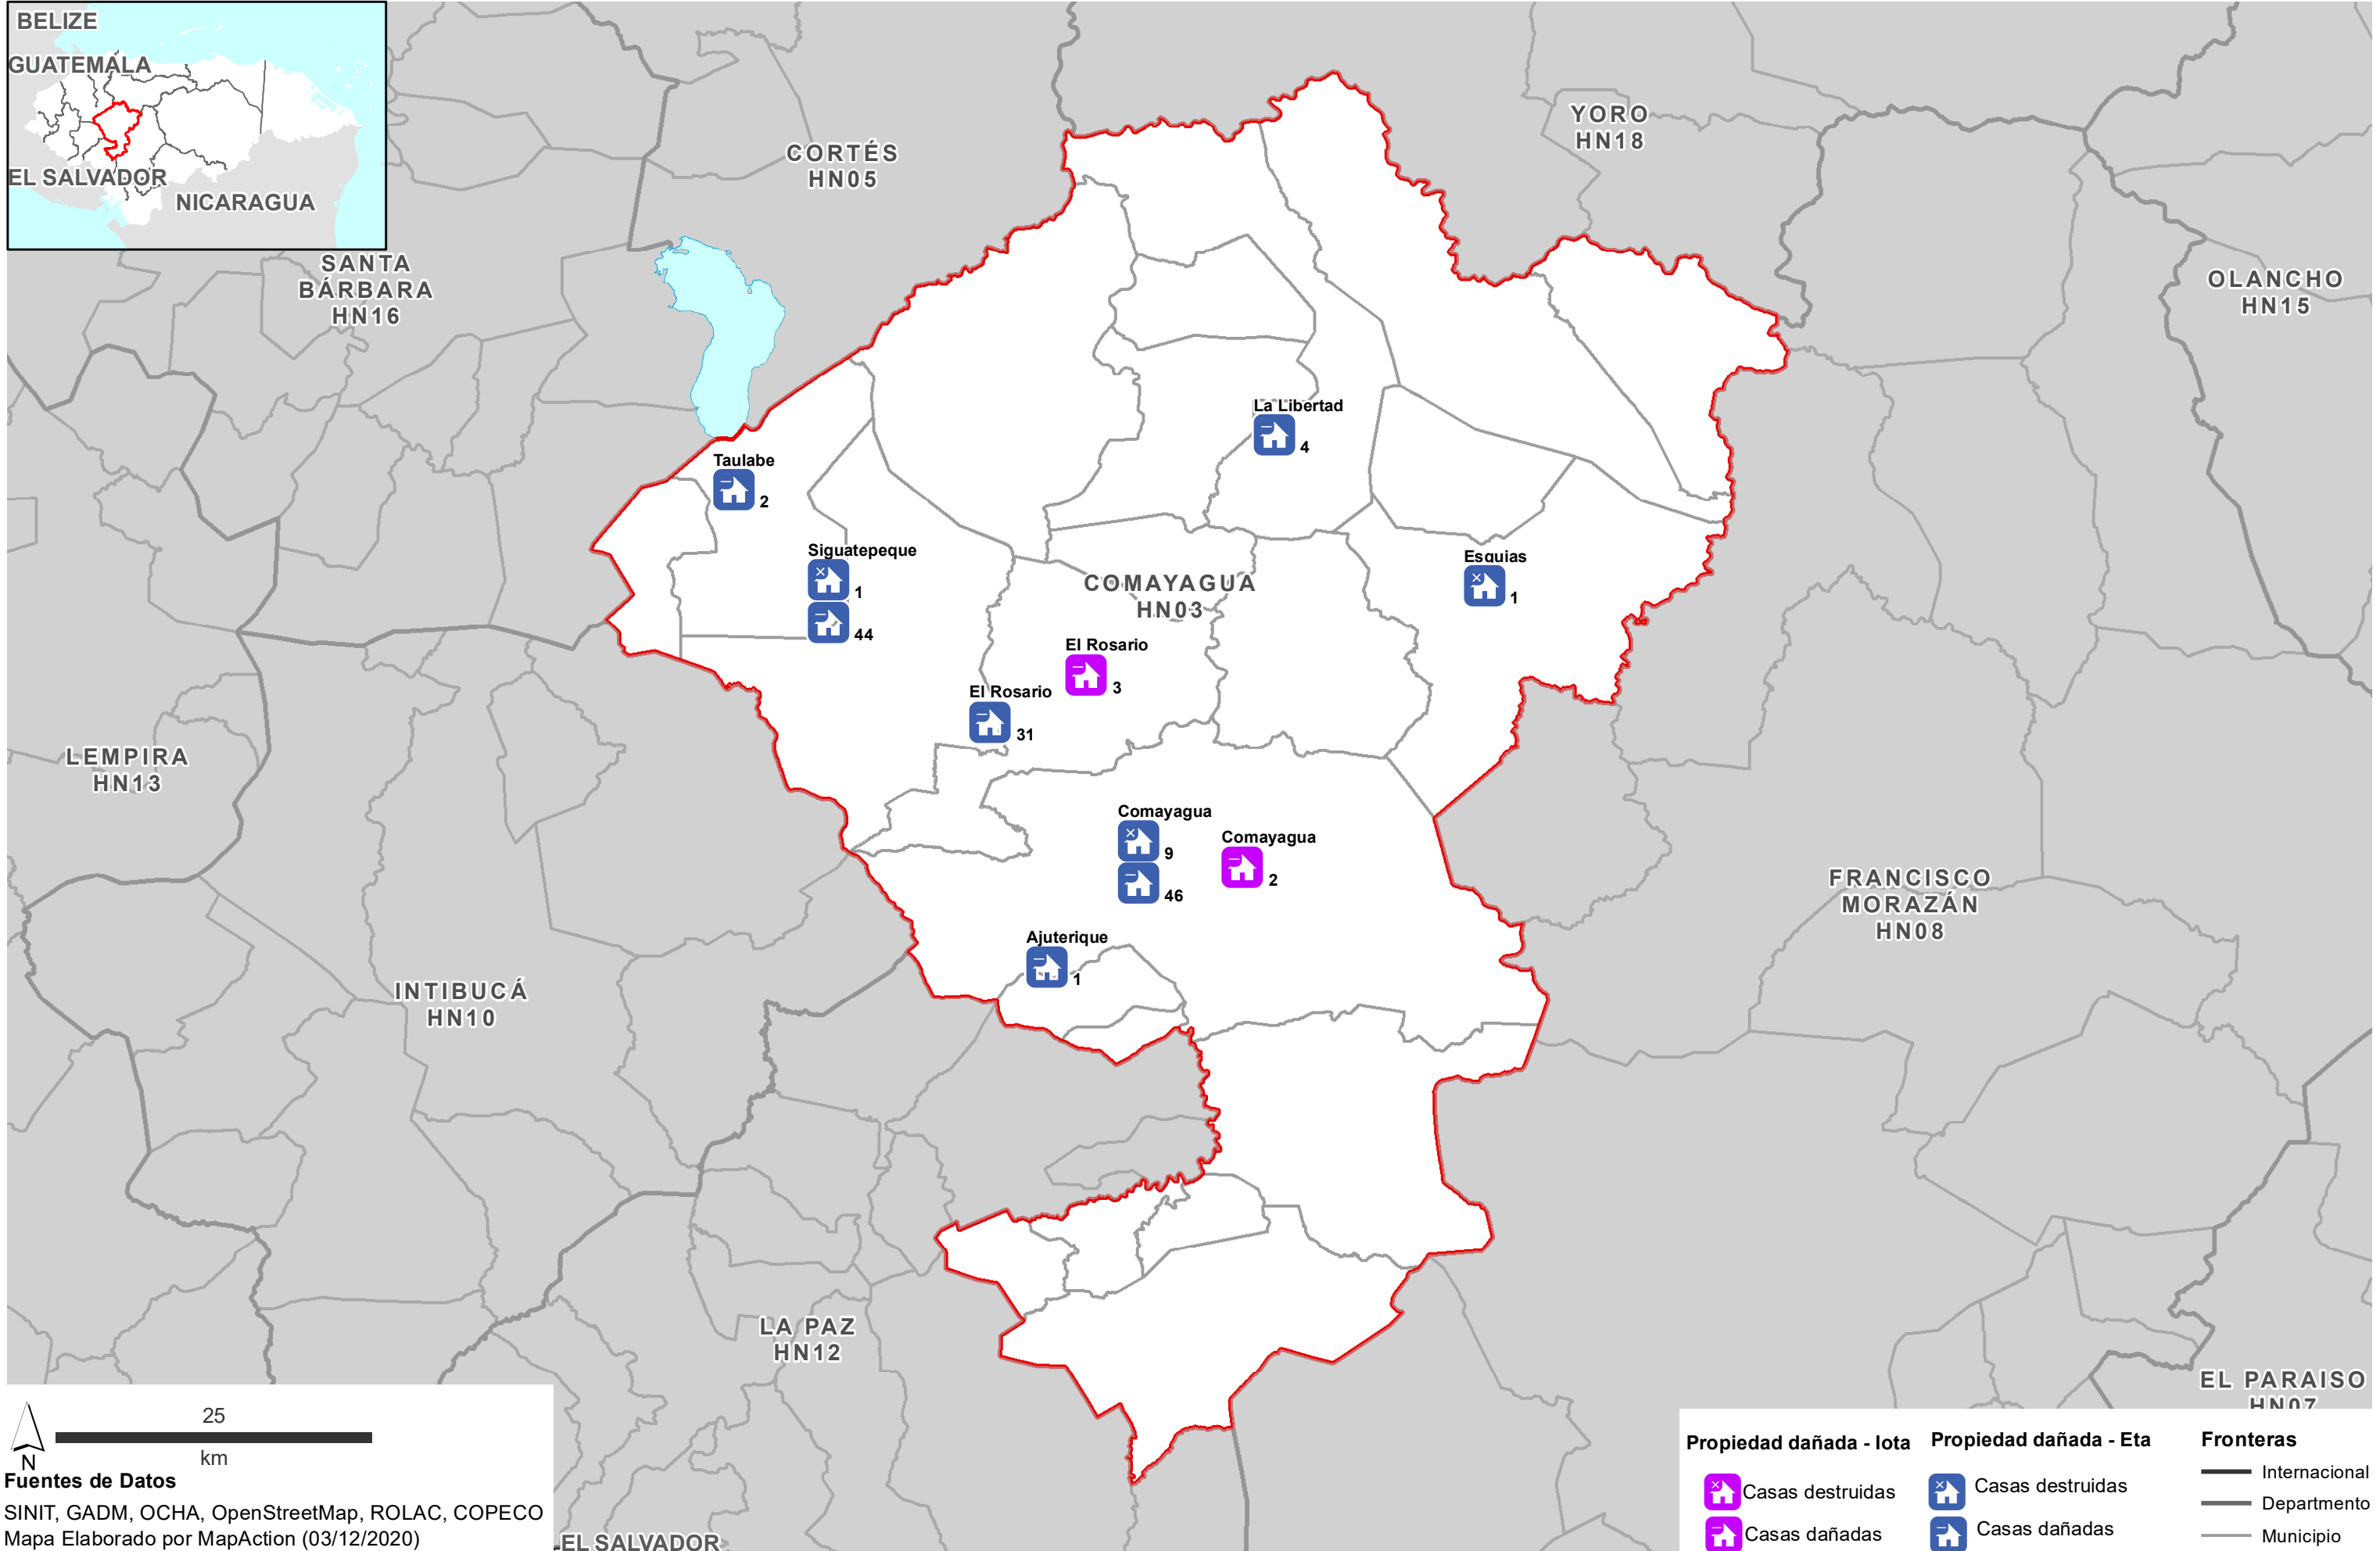 BELIZE
GUATEMALA
EL SALVADOR
NICARAGUA
CORTÉS
HN05
YORO
HN18
SANTA
BÁRBARA
HN16
OLANCHO
HN15
La Libertad
4
Taulabe
2
Siguatepeque
1
44
Esquias
1
COMAYAGUA
HN03
El Rosario
3
El Rosario
31
LEMPIRA
HN13
Comayagua
9
46
Comayagua
2
FRANCISCO
MORAZÁN
HN08
Ajuterique
1
INTIBUCÁ
HN10
LA PAZ
HN12
EL PARAISO
HN07
25
km
N
Fuentes de Datos
SINIT, GADM, OCHA, OpenStreetMap, ROLAC, COPECO
Mapa Elaborado por MapAction (03/12/2020)
EL SALVADOR
Propiedad dañada - Iota
Casas destruidas
Casas dañadas
Propiedad dañada - Eta
Casas destruidas
Casas dañadas
Fronteras
Internacional
Departmento
Municipio